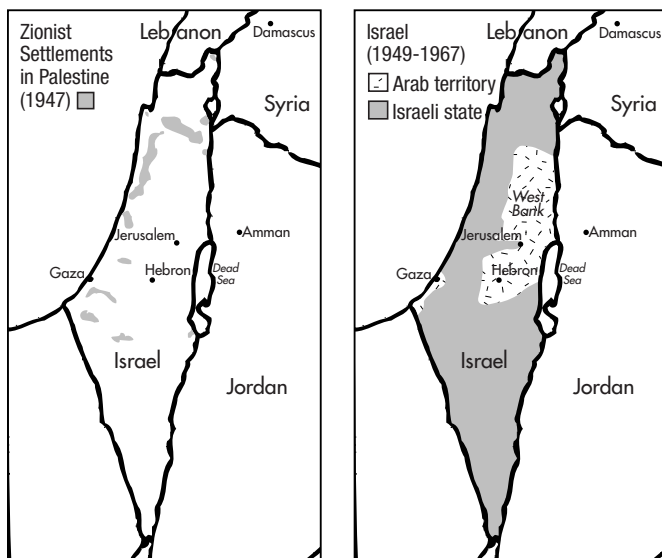 Zionist
Settlements
in Palestine
(1947)
Lebanon
Damascus
Syria
Jerusalem
Amman
Gaza
Hebron
Dead
Sea
Israel
Jordan
Israel
(1949-1967)
Arab territory
Israeli state
Lebanon
Damascus
Syria
West
Bank
Jerusalem
Amman
Gaza
Hebron
Dead
Sea
Israel
Jordan